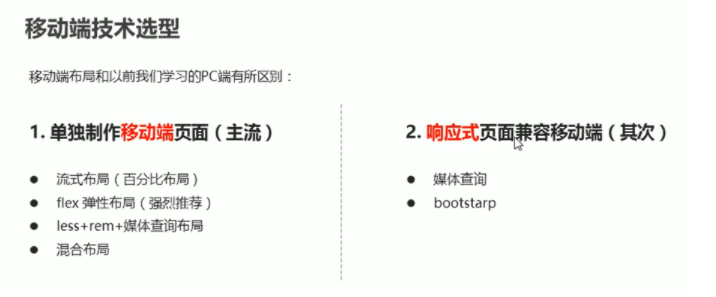 移动端技术选型
移动端布局和以前我们学习的PC端有所区别：
1. 单独制作移动端页面（主流）
流式布局（百分比布局）
flex 弹性布局（强烈推荐）
less+rem+媒体查询布局
混合布局
2. 响应式页面兼容移动端（其次）
媒体查询
bootstarp